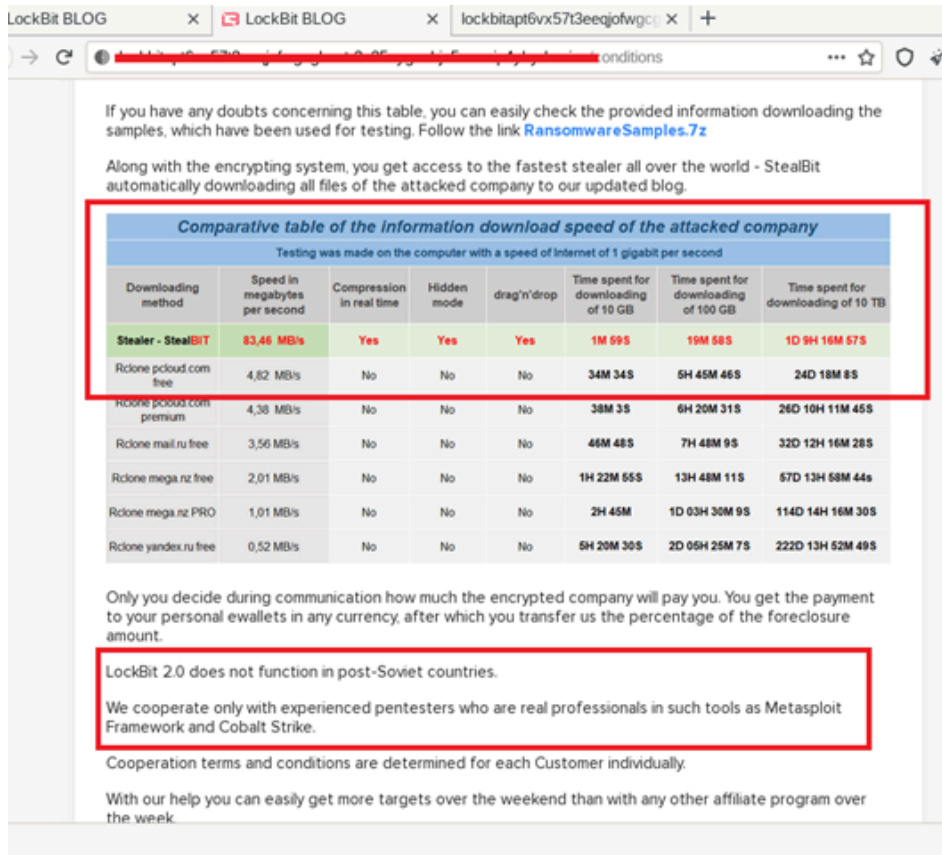 LockBit BLOG
LockBit BLOG
lockbitapt6vx57t3eeqjofwgcg
onditions
If you have any doubts concerning this table, you can easily check the provided information downloading the
samples, which have been used for testing. Follow the link RansomwareSamples.7z
Along with the encrypting system, you get access to the fastest stealer all over the world - StealBit
automatically downloading all files of the attacked company to our updated blog.
Comparative table of the information download speed of the attacked company
Testing was made on the computer with a speed of Internet of 1 gigabit per second
Downloading method Speed in megabytes per second Compression in real time Hidden mode drag'n'drop Time spent for downloading of 10 GB Time spent for downloading of 100 GB Time spent for downloading of 10 TB
Stealer - StealBIT 83,46 MB/s Yes Yes Yes 1M 59S 19M 58S 1D 9H 16M 57S
Rclone pcloud.com free 4,82 MB/s No No No 34M 34S 5H 45M 46S 24D 18M 8S
Rclone pcloud.com premium 4,38 MB/s No No No 38M 3S 6H 20M 31S 26D 10H 11M 45S
Rclone mail.ru free 3,56 MB/s No No No 46M 48S 7H 48M 9S 32D 12H 16M 28S
Rclone mega.nz free 2,01 MB/s No No No 1H 22M 55S 13H 48M 11S 57D 13H 58M 44s
Rclone mega.nz PRO 1,01 MB/s No No No 2H 45M 1D 03H 30M 9S 114D 14H 16M 30S
Rclone yandex.ru free 0,52 MB/s No No No 5H 20M 30S 2D 05H 25M 7S 222D 13H 52M 49S
Only you decide during communication how much the encrypted company will pay you. You get the payment
to your personal ewallets in any currency, after which you transfer us the percentage of the foreclosure
amount.
LockBit 2.0 does not function in post-Soviet countries.
We cooperate only with experienced pentesters who are real professionals in such tools as Metasploit
Framework and Cobalt Strike.
Cooperation terms and conditions are determined for each Customer individually.
With our help you can easily get more targets over the weekend than with any other affiliate program over
the week.